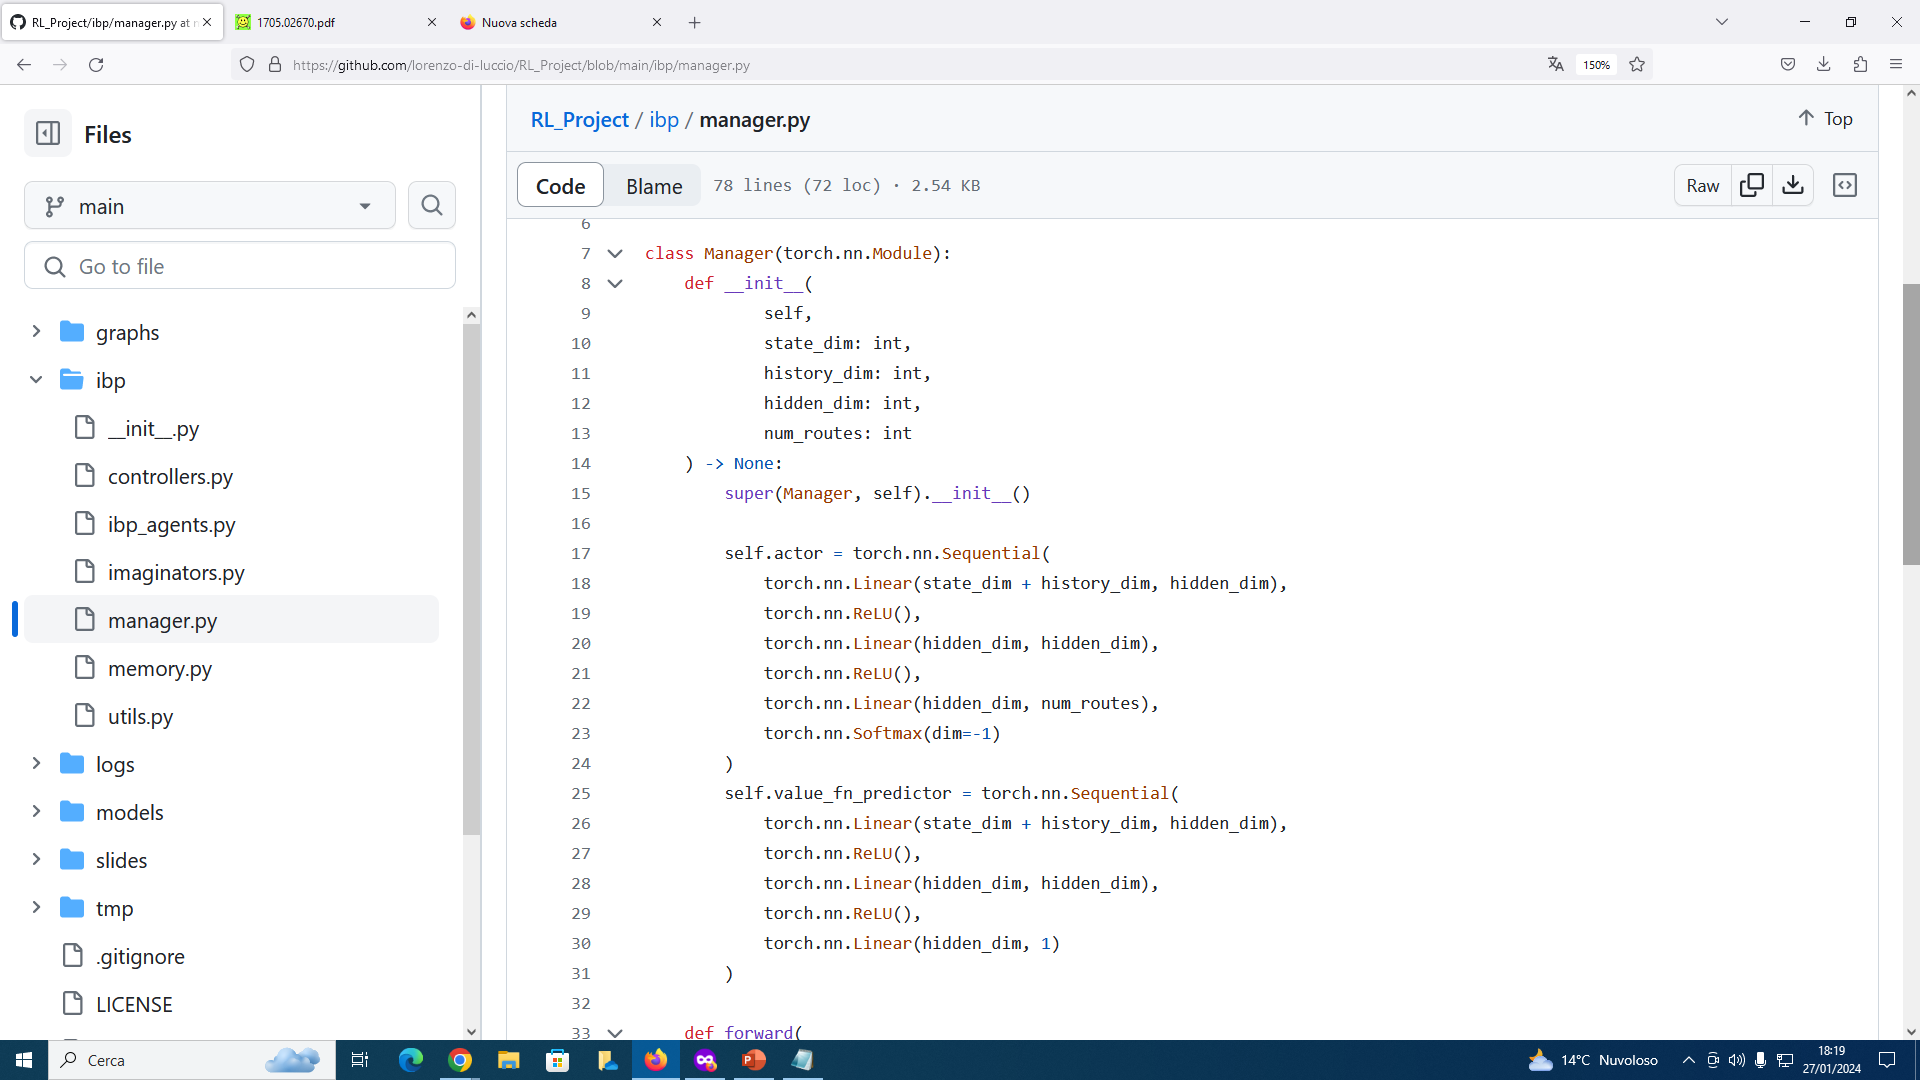 RL_Project/ibp/manager.py at m
1705.02670.pdf
Nuova scheda
https://github.com/lorenzo-di-luccio/RL_Project/blob/main/ibp/manager.py
150%
Files
main
Go to file
graphs
ibp
__init__.py
controllers.py
ibp_agents.py
imaginators.py
manager.py
memory.py
utils.py
logs
models
slides
tmp
.gitignore
LICENSE
RL_Project / ibp / manager.py
Top
Code Blame 78 lines (72 loc) · 2.54 KB
Raw
6
7 class Manager(torch.nn.Module):
8 def __init__(
9 self,
10 state_dim: int,
11 history_dim: int,
12 hidden_dim: int,
13 num_routes: int
14 ) -> None:
15 super(Manager, self).__init__()
16
17 self.actor = torch.nn.Sequential(
18 torch.nn.Linear(state_dim + history_dim, hidden_dim),
19 torch.nn.ReLU(),
20 torch.nn.Linear(hidden_dim, hidden_dim),
21 torch.nn.ReLU(),
22 torch.nn.Linear(hidden_dim, num_routes),
23 torch.nn.Softmax(dim=-1)
24 )
25 self.value_fn_predictor = torch.nn.Sequential(
26 torch.nn.Linear(state_dim + history_dim, hidden_dim),
27 torch.nn.ReLU(),
28 torch.nn.Linear(hidden_dim, hidden_dim),
29 torch.nn.ReLU(),
30 torch.nn.Linear(hidden_dim, 1)
31 )
32
33 def forward(
Cerca
14°C Nuvoloso
18:19
27/01/2024